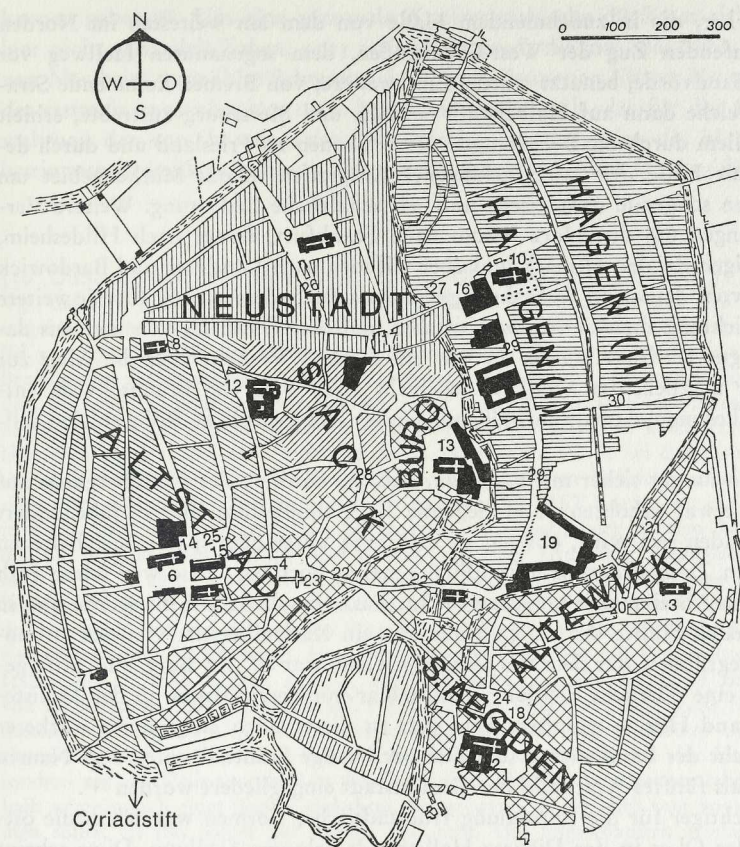 N
W O
0 100 200 300
9
26
NEUSTADT
HAGEN (I)
HAGEN (II)
10
16
27
17
29
8
12
SACK
BURG
13
28
30
29
ALTSTADT
14
25
15
6
4
23
5
22
22
19
21
ALTEWIEK
20
3
11
7
24
18
S. AEGIDIEN
2
Cyriacistift